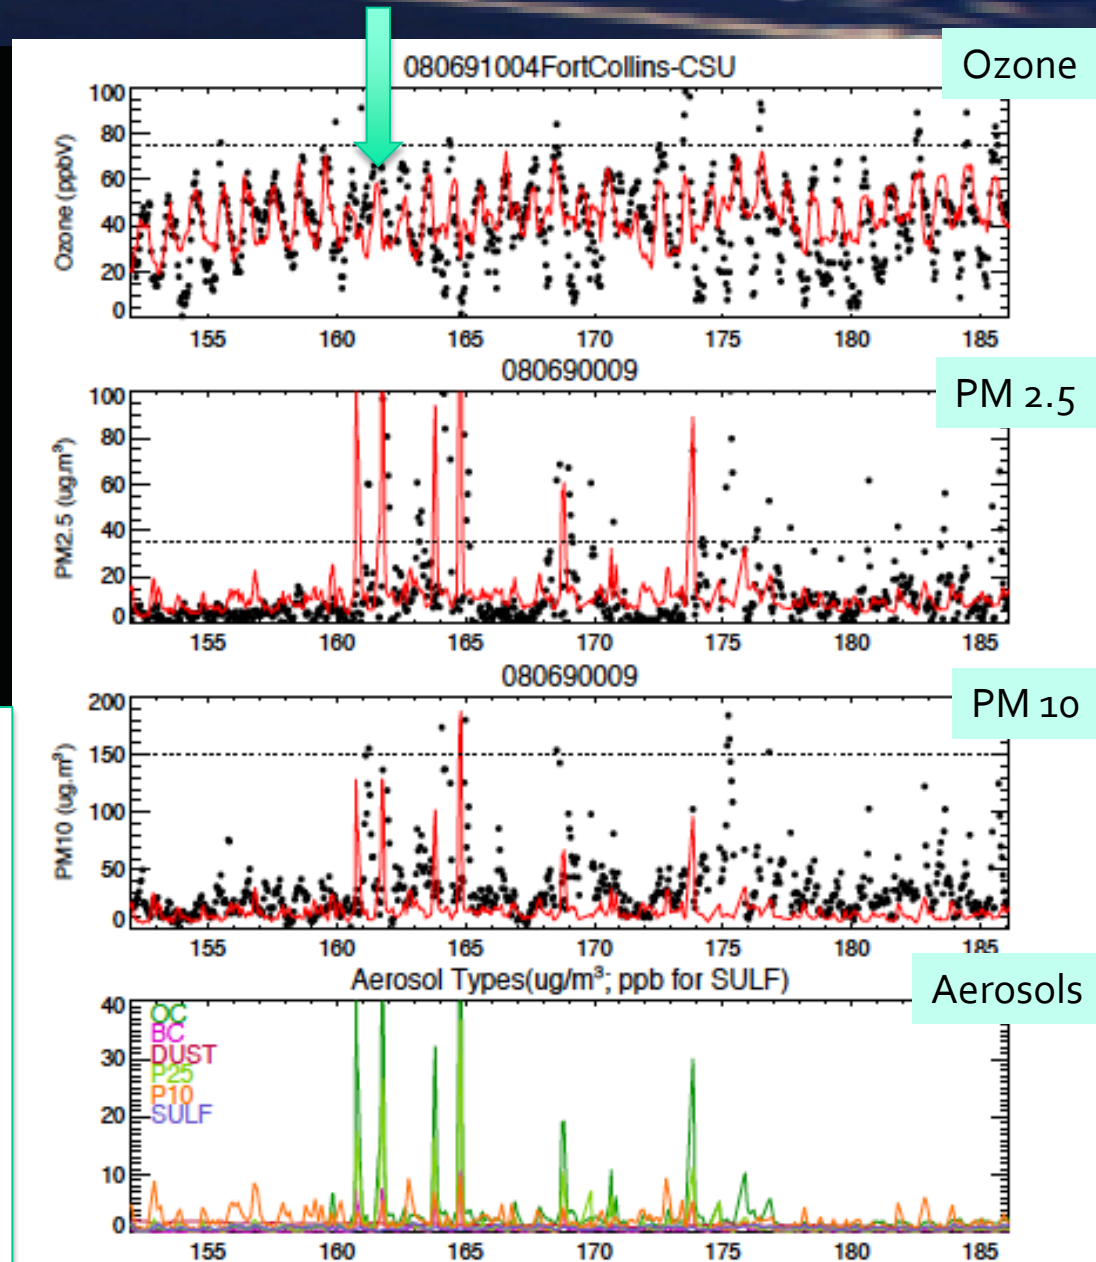 080691004FortCollins-CSU
Ozone
Ozone (ppbV)
100
80
60
40
20
0
155 160 165 170 175 180 185
080690009
PM 2.5
PM2.5 (ug.m³)
100
80
60
40
20
0
155 160 165 170 175 180 185
080690009
PM 10
PM10 (ug.m³)
200
150
100
50
0
155 160 165 170 175 180 185
Aerosol Types(ug/m³; ppb for SULF)
Aerosols
40
30
20
10
0
OC
BC
DUST
P25
P10
SULF
155 160 165 170 175 180 185